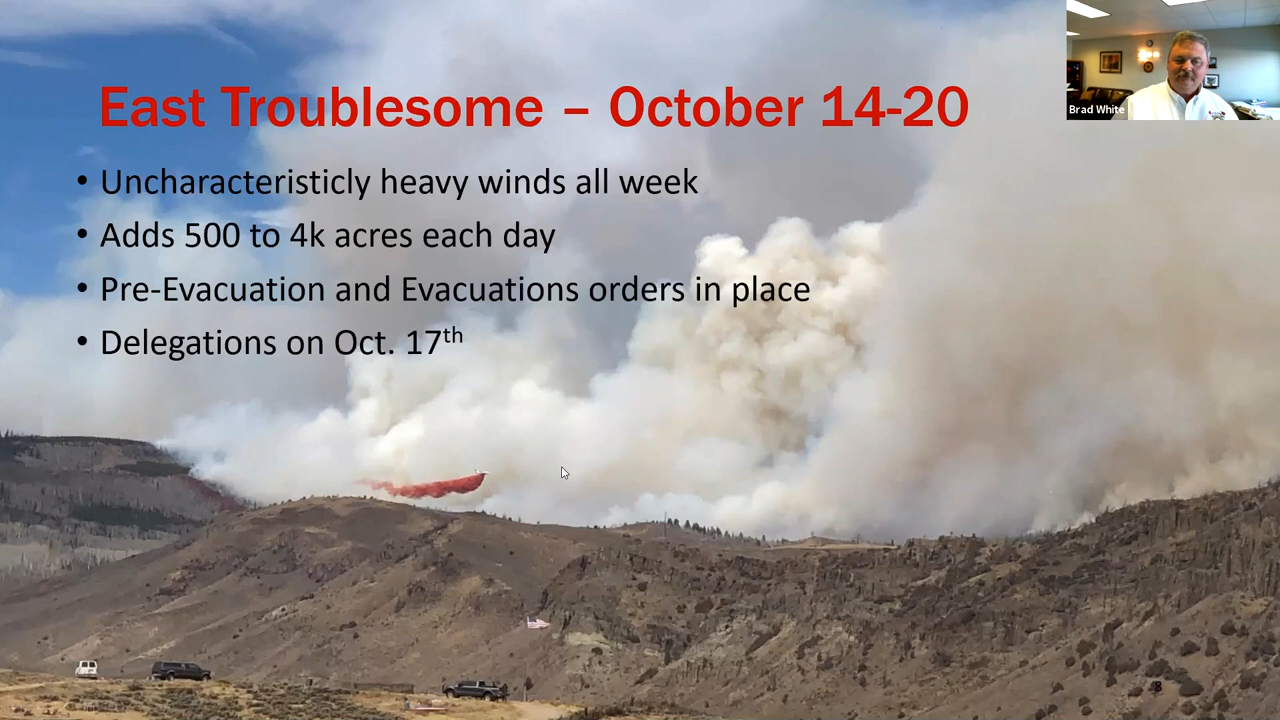 East Troublesome – October 14-20
Brad White
• Uncharacteristicly heavy winds all week
• Adds 500 to 4k acres each day
• Pre-Evacuation and Evacuations orders in place
• Delegations on Oct. 17th
8